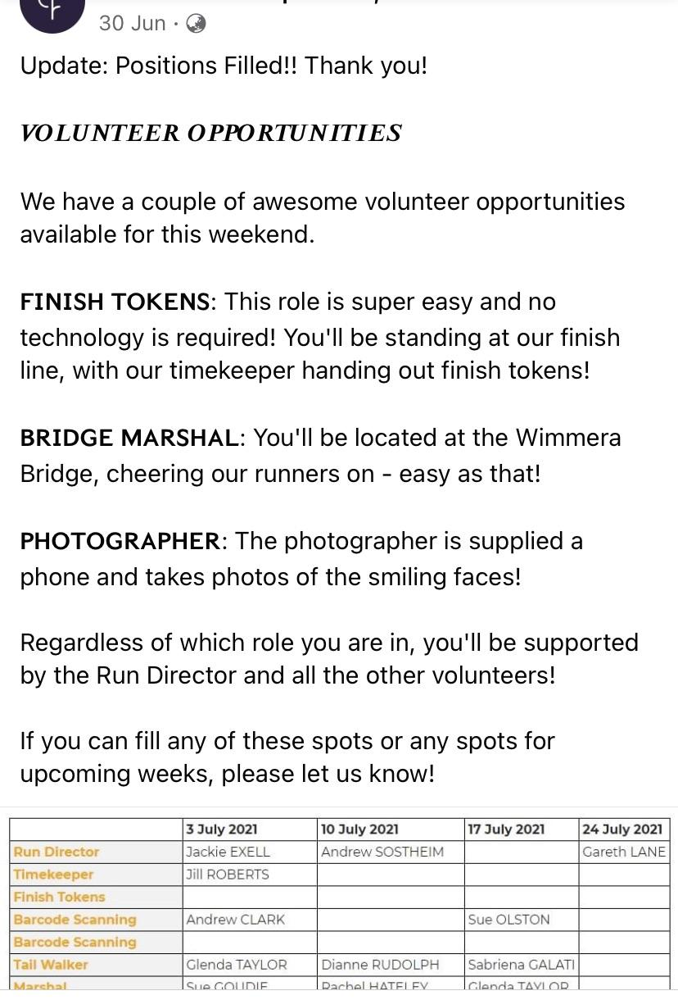 30 Jun ·
Update: Positions Filled!! Thank you!
VOLUNTEER OPPORTUNITIES
We have a couple of awesome volunteer opportunities
available for this weekend.
FINISH TOKENS: This role is super easy and no
technology is required! You'll be standing at our finish
line, with our timekeeper handing out finish tokens!
BRIDGE MARSHAL: You'll be located at the Wimmera
Bridge, cheering our runners on - easy as that!
PHOTOGRAPHER: The photographer is supplied a
phone and takes photos of the smiling faces!
Regardless of which role you are in, you'll be supported
by the Run Director and all the other volunteers!
If you can fill any of these spots or any spots for
upcoming weeks, please let us know!
3 July 2021 10 July 2021 17 July 2021 24 July 2021
Run Director Jackie EXELL Andrew SOSTHEIM Gareth LANE
Timekeeper Jill ROBERTS
Finish Tokens
Barcode Scanning Andrew CLARK Sue OLSTON
Barcode Scanning
Tail Walker Glenda TAYLOR Dianne RUDOLPH Sabriena GALATI
Marshal Sue GOUDIE Rachel HATELEY Glenda TAYLOR